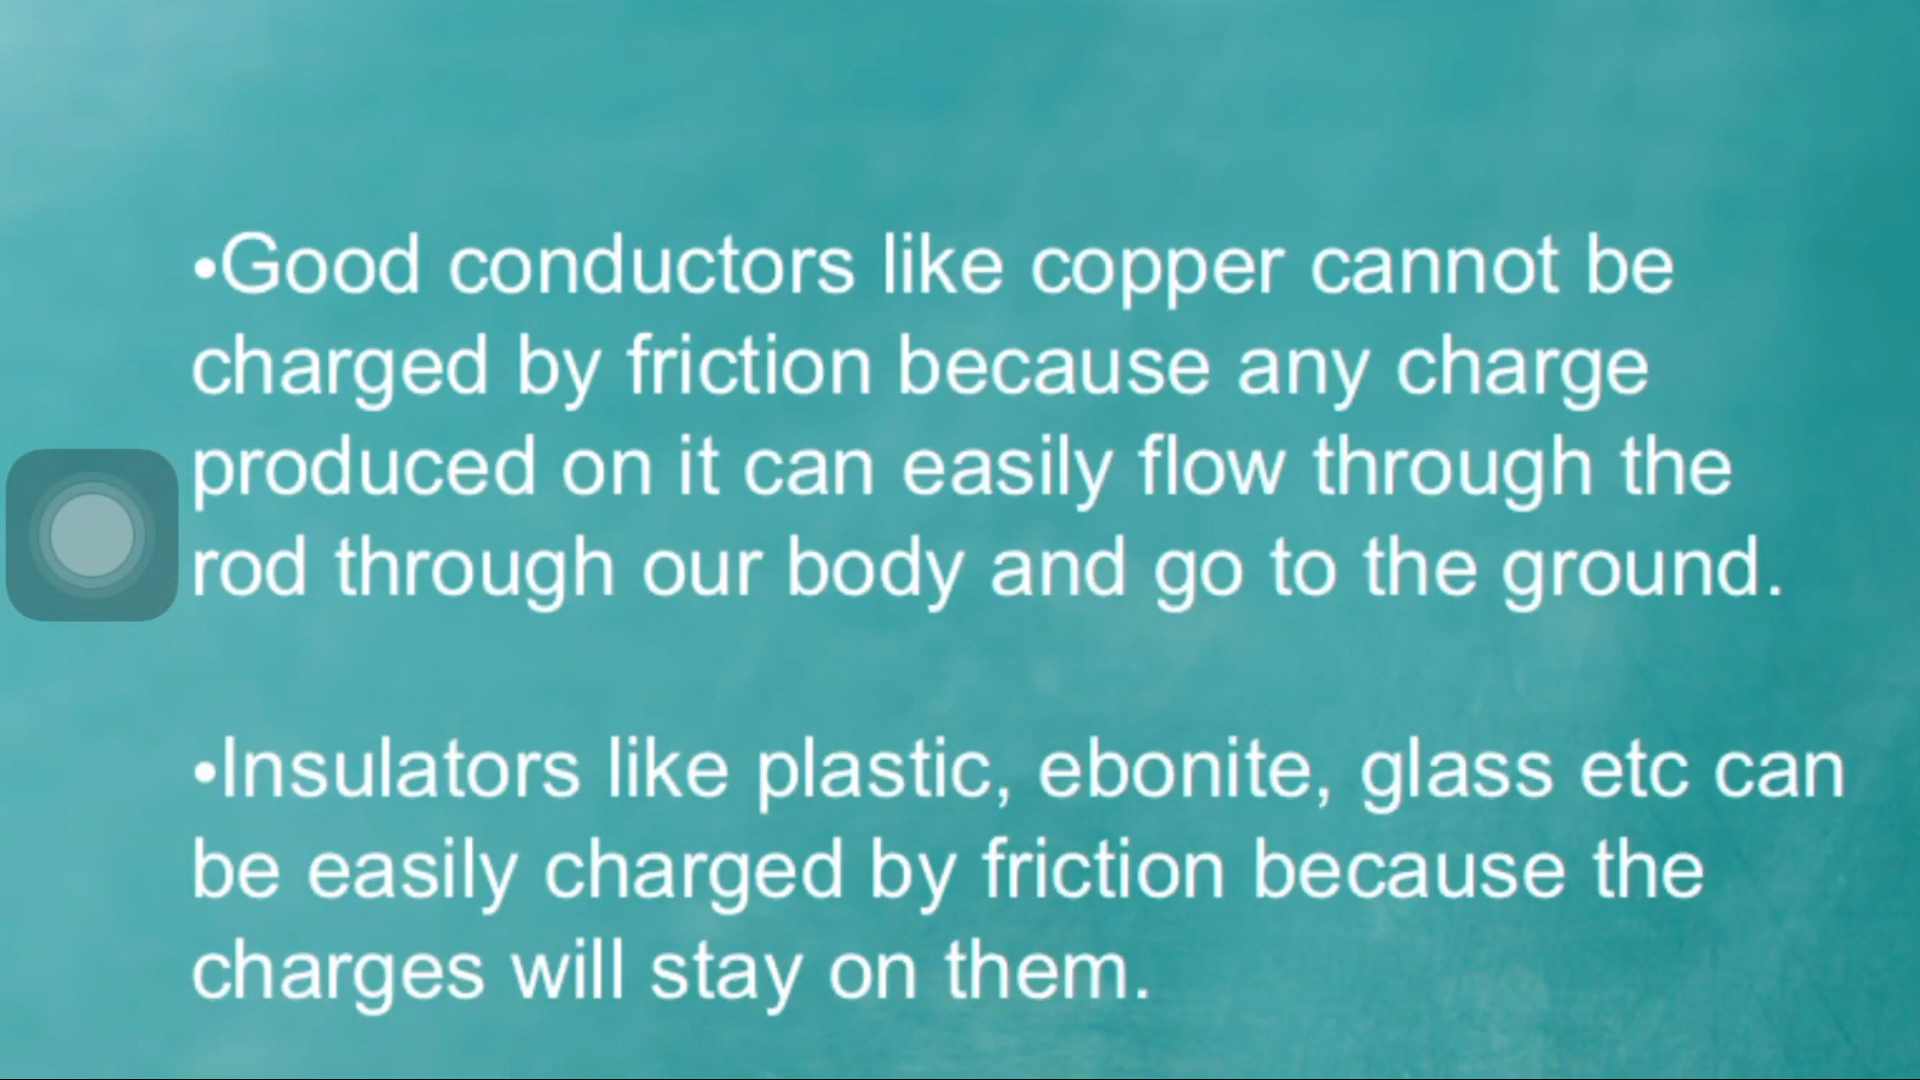 •Good conductors like copper cannot be
charged by friction because any charge
produced on it can easily flow through the
rod through our body and go to the ground.
•Insulators like plastic, ebonite, glass etc can
be easily charged by friction because the
charges will stay on them.